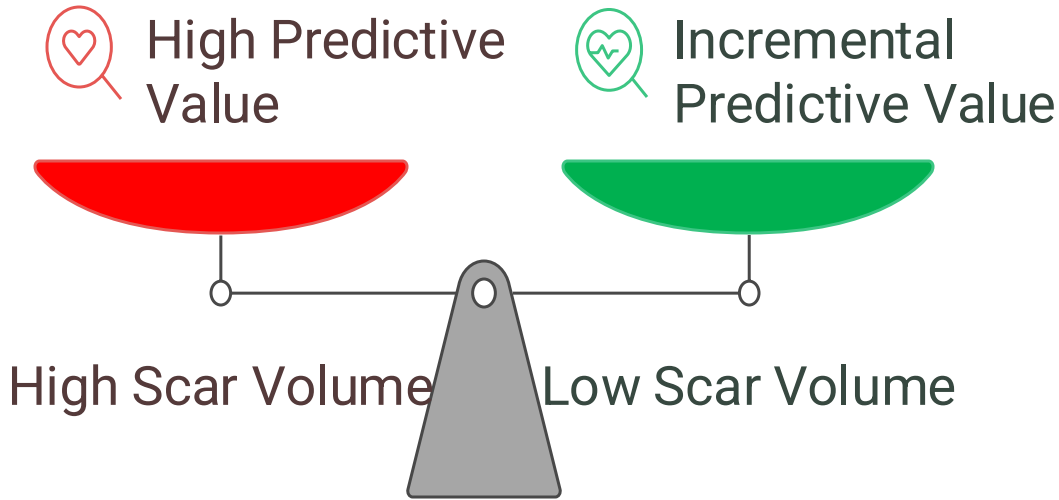 High Predictive
Value
Incremental
Predictive Value
High Scar Volume
Low Scar Volume